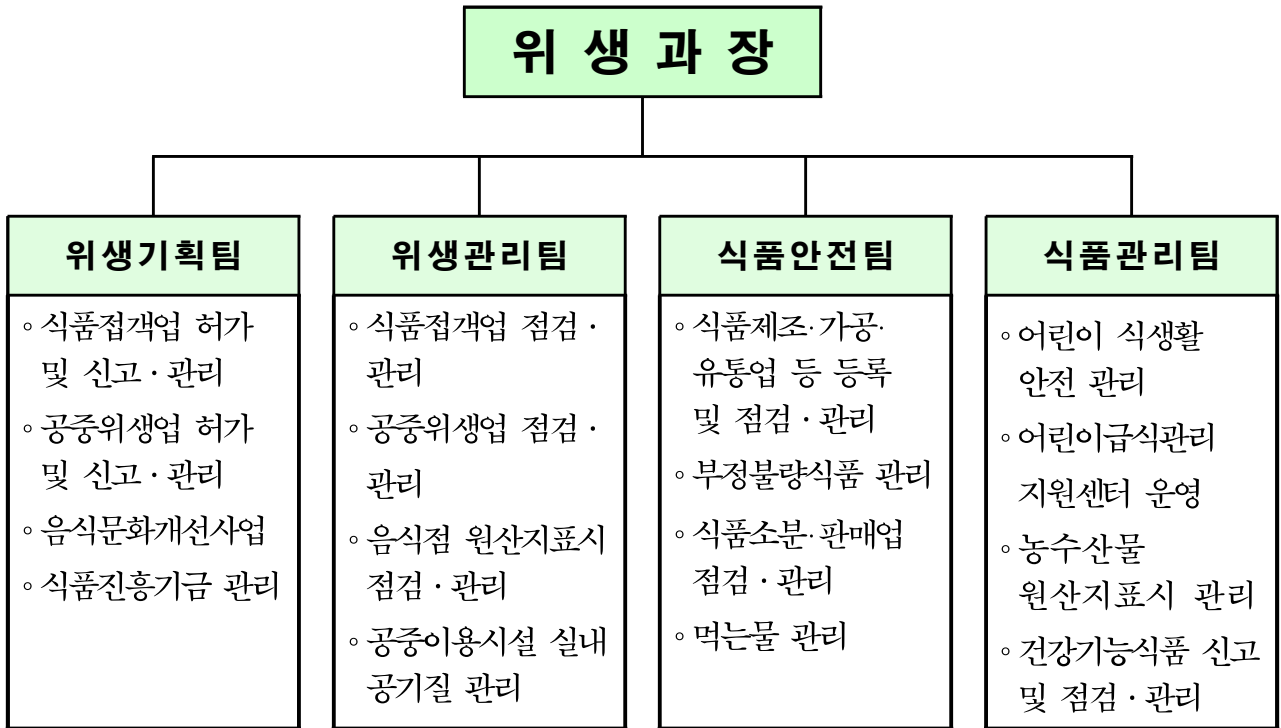 위 생 과 장
위생기획팀
◦식품접객업 허가
및 신고·관리
◦공중위생업 허가
및 신고·관리
◦음식문화개선사업
◦식품진흥기금 관리
위생관리팀
◦식품접객업 점검·
관리
◦공중위생업 점검·
관리
◦음식점 원산지표시
점검·관리
◦공중이용시설 실내
공기질 관리
식품안전팀
◦식품제조·가공·
유통업 등 등록
및 점검·관리
◦부정불량식품 관리
◦식품소분·판매업
점검·관리
◦먹는물 관리
식품관리팀
◦어린이 식생활
안전 관리
◦어린이급식관리
지원센터 운영
◦농수산물
원산지표시 관리
◦건강기능식품 신고
및 점검·관리